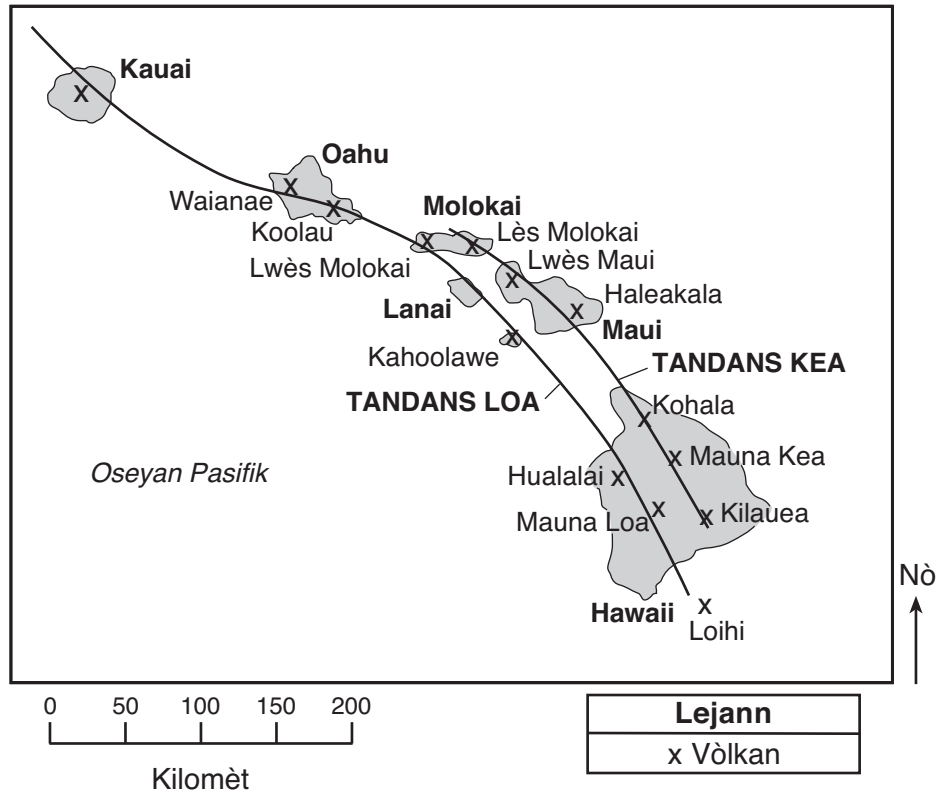 Kauai
Oahu
Waianae
Koolau
Molokai
Lès Molokai
Lwès Molokai
Lwès Maui
Lanai
Haleakala
Maui
Kahoolawe
TANDANS KEA
TANDANS LOA
Kohala
Oseyan Pasifik
Mauna Kea
Hualalai
Mauna Loa
Kilauea
Hawaii
Loihi
Nò
0 50 100 150 200
Kilomèt
Lejann
x Vòlkan